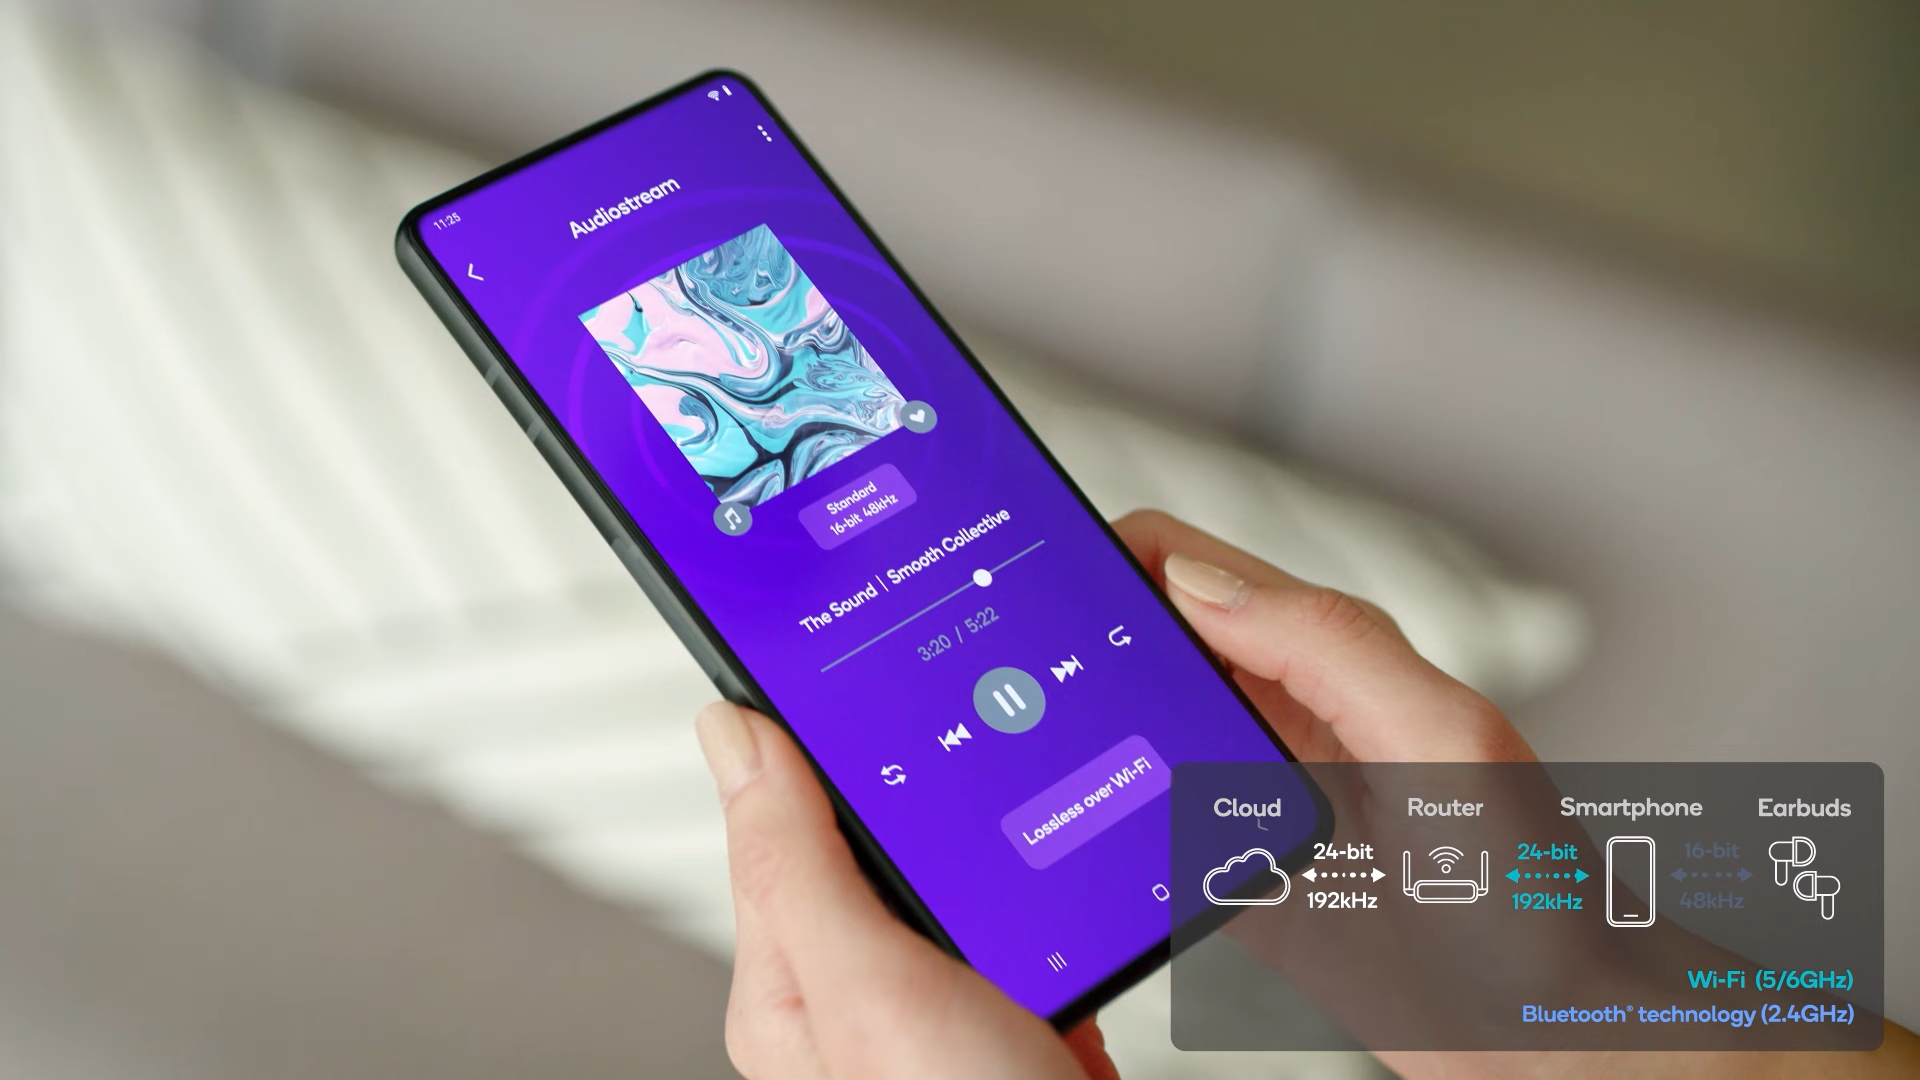 11:25
Audiostream
Standard
16-bit 48kHz
The Sound | Smooth Collective
3:20 / 5:22
Lossless over Wi-Fi
Cloud
Router
Smartphone
Earbuds
24-bit
192kHz
24-bit
192kHz
16-bit
48kHz
Wi-Fi (5/6GHz)
Bluetooth® technology (2.4GHz)